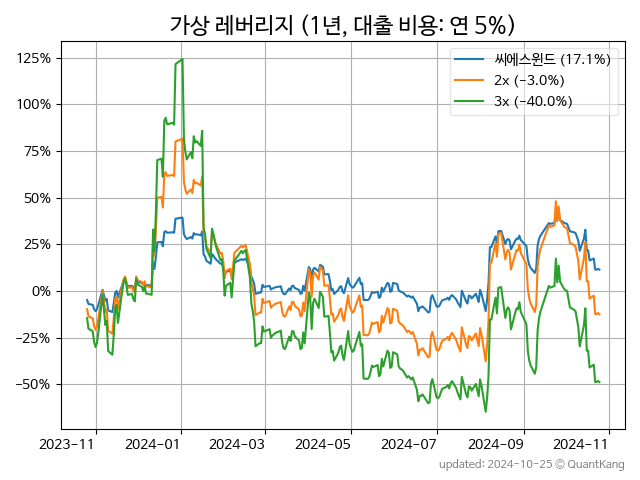 가상 레버리지 (1년, 대출 비용: 연 5%)
씨에스윈드 (17.1%)
2x (−3.0%)
3x (−40.0%)
125%
100%
75%
50%
25%
0%
−25%
−50%
2023-11 2024-01 2024-03 2024-05 2024-07 2024-09 2024-11
updated: 2024-10-25 © QuantKang